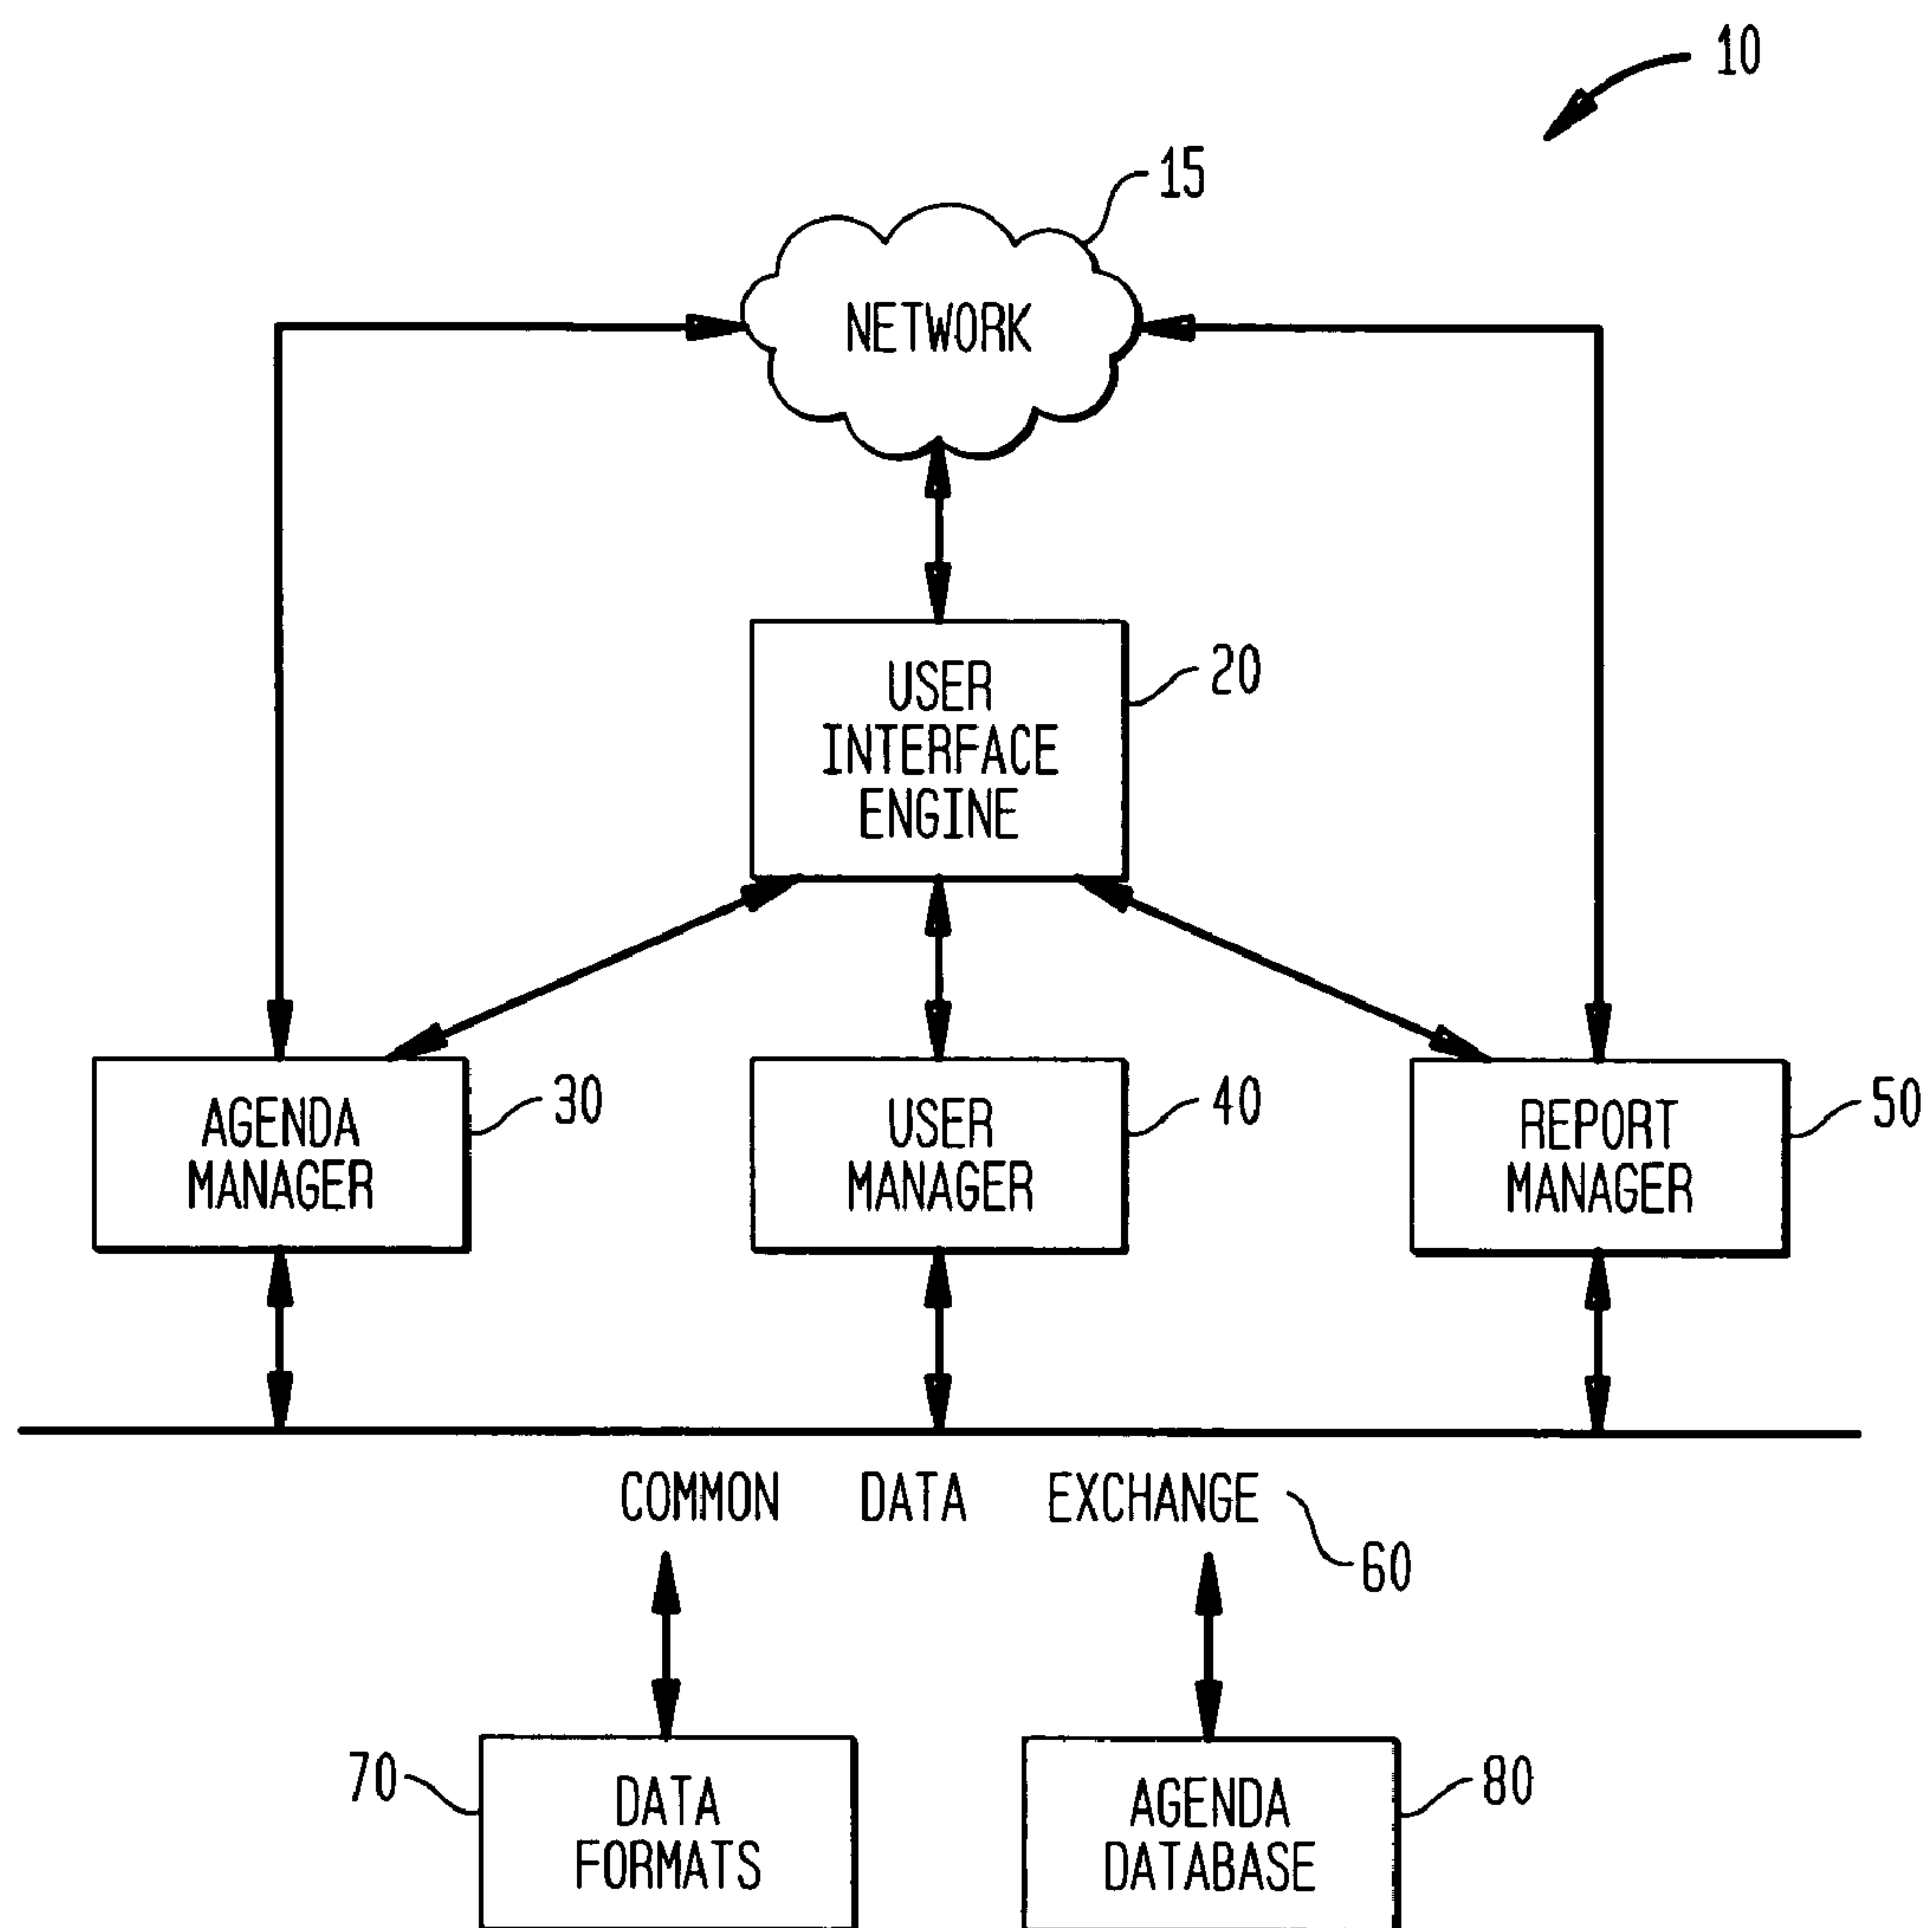 10
15
NETWORK
USER
INTERFACE
ENGINE
20
AGENDA
MANAGER
30
USER
MANAGER
40
REPORT
MANAGER
50
COMMON DATA EXCHANGE
60
70
DATA
FORMATS
AGENDA
DATABASE
80